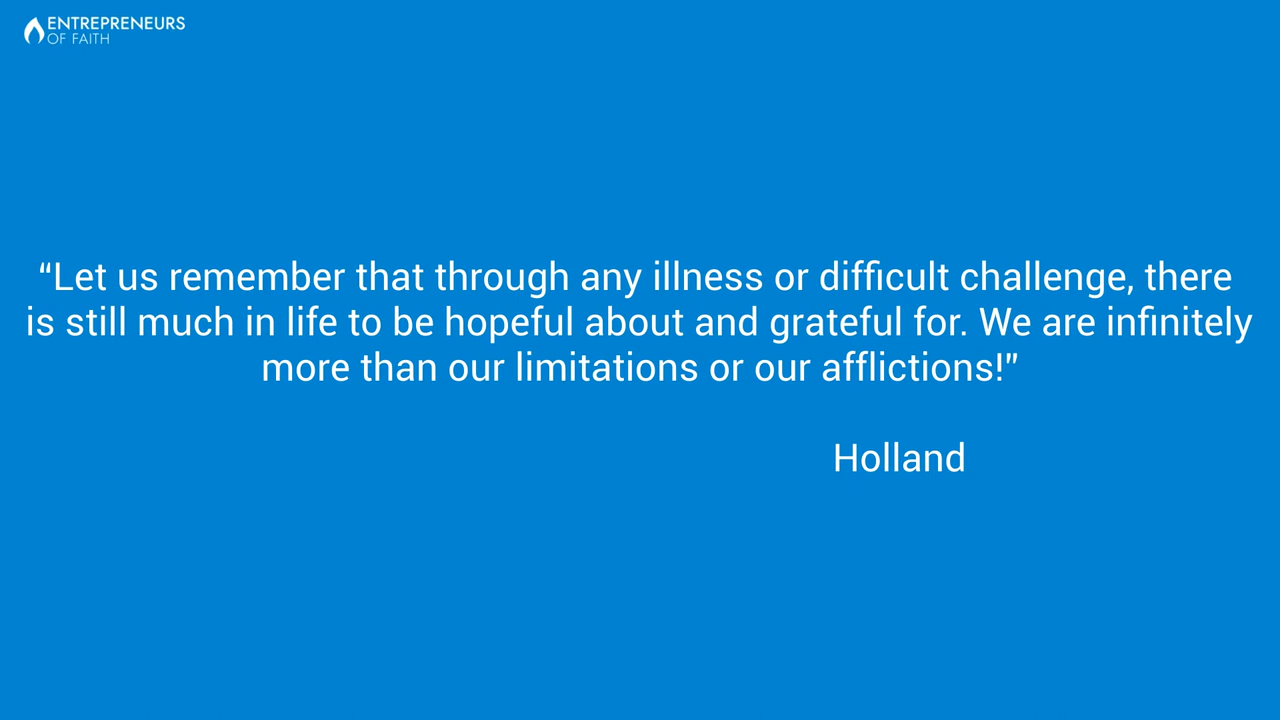 ENTREPRENEURS
OF FAITH
“Let us remember that through any illness or difficult challenge, there
is still much in life to be hopeful about and grateful for. We are infinitely
more than our limitations or our afflictions!”
Holland